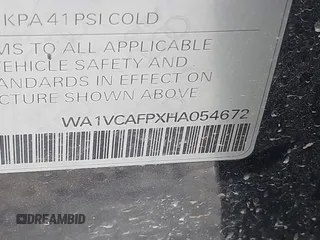 KPA 41 PSI COLD
MS TO ALL APPLICABLE
VEHICLE SAFETY AND
ANDARDS IN EFFECT ON
CTURE SHOWN ABOVE
WA1VCAFPXHA054672
DREAMBID